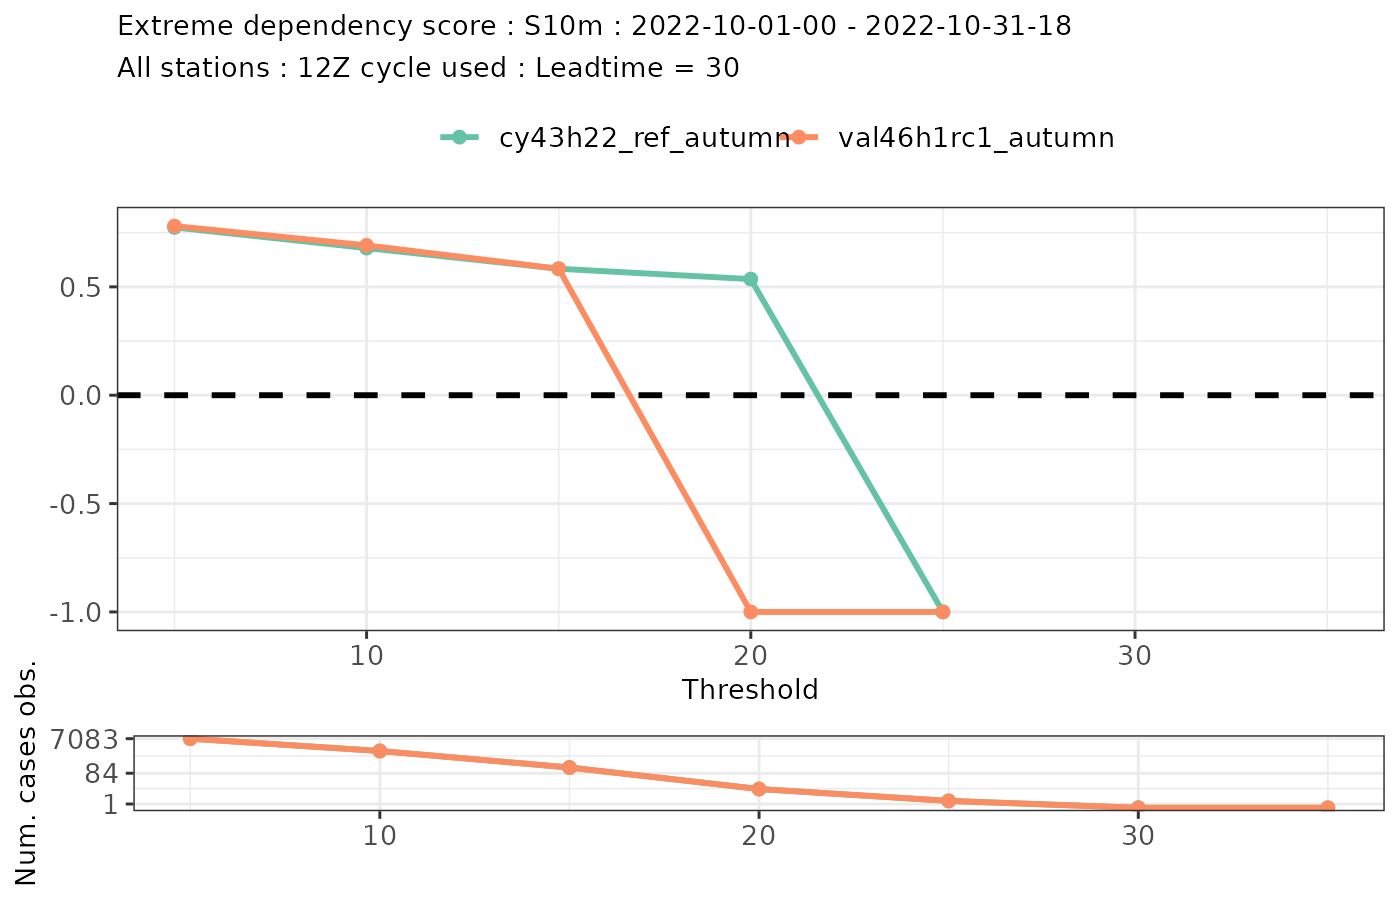 Extreme dependency score : S10m : 2022-10-01-00 - 2022-10-31-18
All stations : 12Z cycle used : Leadtime = 30
cy43h22_ref_autumn val46h1rc1_autumn
0.5
0.0
-0.5
-1.0
10 20 30
Threshold
Num. cases obs.
7083
84
1
10 20 30